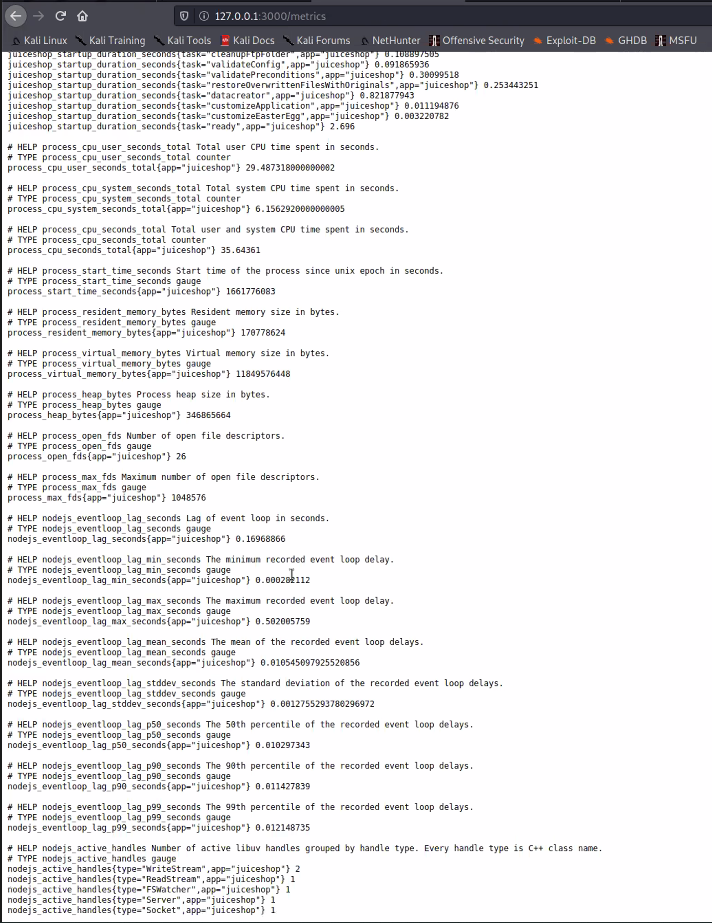 127.0.0.1:3000/metrics
Kali Linux Kali Training Kali Tools Kali Docs Kali Forums NetHunter Offensive Security Exploit-DB GHDB MSFU
juiceshop_startup_duration_seconds{task="cleanupFtpFolder",app="juiceshop"} 0.108897505
juiceshop_startup_duration_seconds{task="validateConfig",app="juiceshop"} 0.091865936
juiceshop_startup_duration_seconds{task="validatePreconditions",app="juiceshop"} 0.30099518
juiceshop_startup_duration_seconds{task="restoreOverwrittenFilesWithOriginals",app="juiceshop"} 0.253443251
juiceshop_startup_duration_seconds{task="datacreator",app="juiceshop"} 0.821877943
juiceshop_startup_duration_seconds{task="customizeApplication",app="juiceshop"} 0.011194876
juiceshop_startup_duration_seconds{task="customizeEasterEgg",app="juiceshop"} 0.003220782
juiceshop_startup_duration_seconds{task="ready",app="juiceshop"} 2.696
# HELP process_cpu_user_seconds_total Total user CPU time spent in seconds.
# TYPE process_cpu_user_seconds_total counter
process_cpu_user_seconds_total{app="juiceshop"} 29.487318000000002
# HELP process_cpu_system_seconds_total Total system CPU time spent in seconds.
# TYPE process_cpu_system_seconds_total counter
process_cpu_system_seconds_total{app="juiceshop"} 6.1562920000000005
# HELP process_cpu_seconds_total Total user and system CPU time spent in seconds.
# TYPE process_cpu_seconds_total counter
process_cpu_seconds_total{app="juiceshop"} 35.64361
# HELP process_start_time_seconds Start time of the process since unix epoch in seconds.
# TYPE process_start_time_seconds gauge
process_start_time_seconds{app="juiceshop"} 1661776083
# HELP process_resident_memory_bytes Resident memory size in bytes.
# TYPE process_resident_memory_bytes gauge
process_resident_memory_bytes{app="juiceshop"} 170778624
# HELP process_virtual_memory_bytes Virtual memory size in bytes.
# TYPE process_virtual_memory_bytes gauge
process_virtual_memory_bytes{app="juiceshop"} 11849576448
# HELP process_heap_bytes Process heap size in bytes.
# TYPE process_heap_bytes gauge
process_heap_bytes{app="juiceshop"} 346865664
# HELP process_open_fds Number of open file descriptors.
# TYPE process_open_fds gauge
process_open_fds{app="juiceshop"} 26
# HELP process_max_fds Maximum number of open file descriptors.
# TYPE process_max_fds gauge
process_max_fds{app="juiceshop"} 1048576
# HELP nodejs_eventloop_lag_seconds Lag of event loop in seconds.
# TYPE nodejs_eventloop_lag_seconds gauge
nodejs_eventloop_lag_seconds{app="juiceshop"} 0.16968866
# HELP nodejs_eventloop_lag_min_seconds The minimum recorded event loop delay.
# TYPE nodejs_eventloop_lag_min_seconds gauge
nodejs_eventloop_lag_min_seconds{app="juiceshop"}
# HELP nodejs_eventloop_lag_max_seconds The maximum recorded event loop delay.
# TYPE nodejs_eventloop_lag_max_seconds gauge
nodejs_eventloop_lag_max_seconds{app="juiceshop"} 0.502005759
# HELP nodejs_eventloop_lag_mean_seconds The mean of the recorded event loop delays.
# TYPE nodejs_eventloop_lag_mean_seconds gauge
nodejs_eventloop_lag_mean_seconds{app="juiceshop"} 0.010545097925520856
# HELP nodejs_eventloop_lag_stddev_seconds The standard deviation of the recorded event loop delays.
# TYPE nodejs_eventloop_lag_stddev_seconds gauge
nodejs_eventloop_lag_stddev_seconds{app="juiceshop"} 0.0012755293780296972
# HELP nodejs_eventloop_lag_p50_seconds The 50th percentile of the recorded event loop delays.
# TYPE nodejs_eventloop_lag_p50_seconds gauge
nodejs_eventloop_lag_p50_seconds{app="juiceshop"} 0.010297343
# HELP nodejs_eventloop_lag_p90_seconds The 90th percentile of the recorded event loop delays.
# TYPE nodejs_eventloop_lag_p90_seconds gauge
nodejs_eventloop_lag_p90_seconds{app="juiceshop"} 0.011427839
# HELP nodejs_eventloop_lag_p99_seconds The 99th percentile of the recorded event loop delays.
# TYPE nodejs_eventloop_lag_p99_seconds gauge
nodejs_eventloop_lag_p99_seconds{app="juiceshop"} 0.012148735
# HELP nodejs_active_handles Number of active libuv handles grouped by handle type. Every handle type is C++ class name.
# TYPE nodejs_active_handles gauge
nodejs_active_handles{type="WriteStream",app="juiceshop"} 2
nodejs_active_handles{type="ReadStream",app="juiceshop"} 1
nodejs_active_handles{type="FSWatcher",app="juiceshop"} 1
nodejs_active_handles{type="Server",app="juiceshop"} 1
nodejs_active_handles{type="Socket",app="juiceshop"} 1